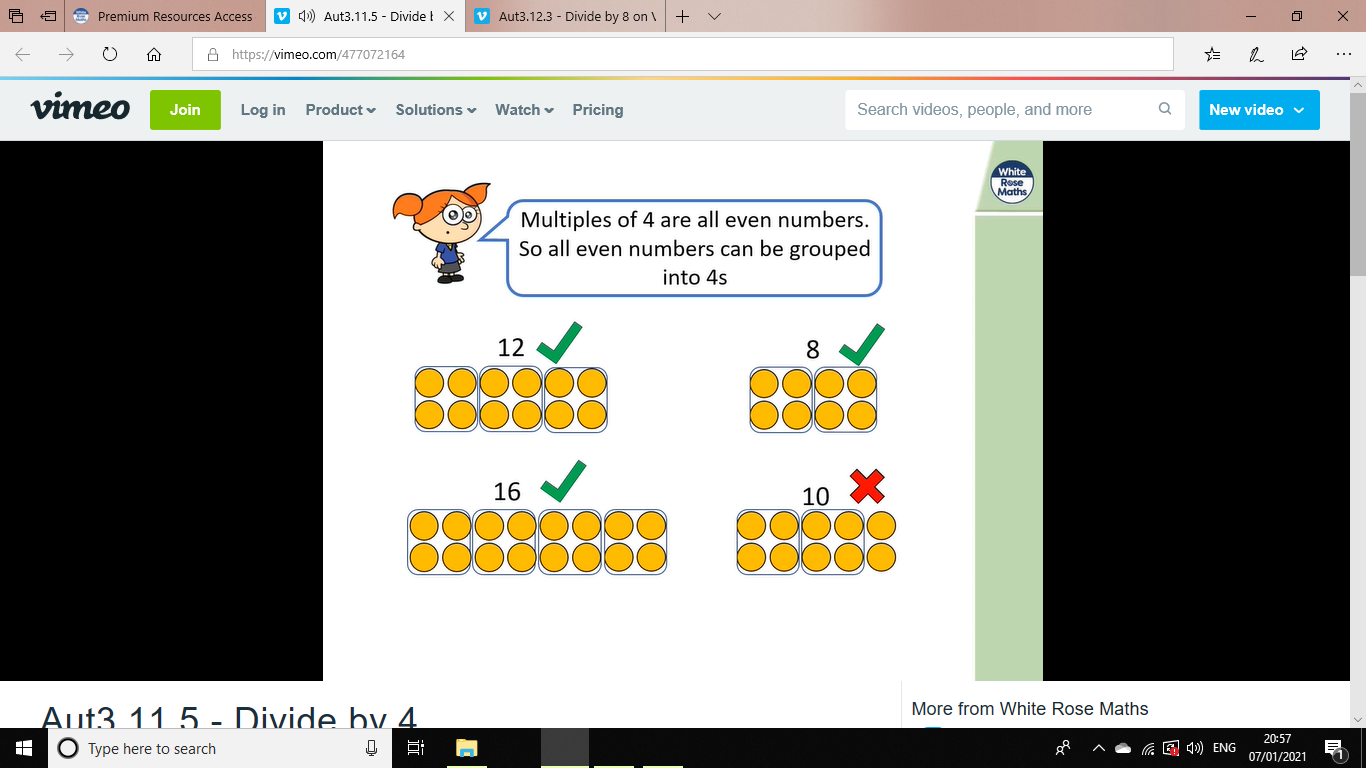 Premium Resources Access
Aut3.11.5 - Divide b
Aut3.12.3 - Divide by 8 on V
https://vimeo.com/477072164
vimeo
Join
Log in
Product
Solutions
Watch
Pricing
Search videos, people, and more
New video
White
Rose
Maths
Multiples of 4 are all even numbers.
So all even numbers can be grouped
into 4s
12
8
16
10
Aut3.11.5 - Divide by 4
More from White Rose Maths
Type here to search
ENG
20:57
07/01/2021
1